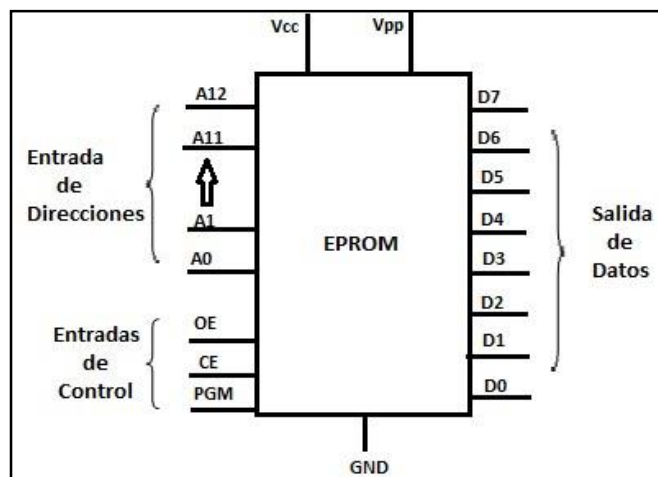 Vcc
Vpp
A12
A11
A1
A0
Entrada
de
Direcciones
OE
CE
PGM
Entradas
de
Control
EPROM
D7
D6
D5
D4
D3
D2
D1
D0
Salida
de
Datos
GND